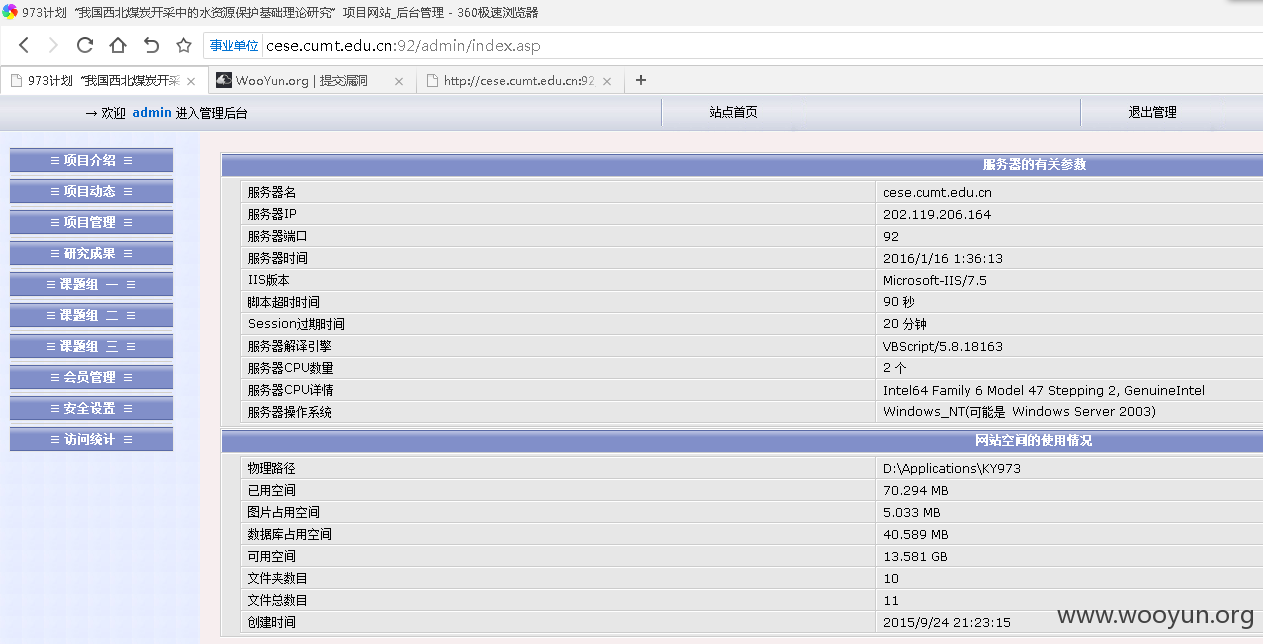 973计划 “我国西北煤炭开采中的水资源保护基础理论研究” 项目网站_后台管理 - 360极速浏览器
事业单位 cese.cumt.edu.cn:92/admin/index.asp
973计划 “我国西北煤炭开采 × WooYun.org | 提交漏洞 × http://cese.cumt.edu.cn:92 × +
→ 欢迎 admin 进入管理后台 站点首页 退出管理
≡ 项目介绍 ≡
≡ 项目动态 ≡
≡ 项目管理 ≡
≡ 研究成果 ≡
≡ 课题组 一 ≡
≡ 课题组 二 ≡
≡ 课题组 三 ≡
≡ 会员管理 ≡
≡ 安全设置 ≡
≡ 访问统计 ≡
服务器的有关参数
服务器名 cese.cumt.edu.cn
服务器IP 202.119.206.164
服务器端口 92
服务器时间 2016/1/16 1:36:13
IIS版本 Microsoft-IIS/7.5
脚本超时时间 90 秒
Session过期时间 20 分钟
服务器解译引擎 VBScript/5.8.18163
服务器CPU数量 2 个
服务器CPU详情 Intel64 Family 6 Model 47 Stepping 2, GenuineIntel
服务器操作系统 Windows_NT(可能是 Windows Server 2003)
网站空间的使用情况
物理路径 D:\Applications\KY973
已用空间 70.294 MB
图片占用空间 5.033 MB
数据库占用空间 40.589 MB
可用空间 13.581 GB
文件夹数目 10
文件总数目 11
创建时间 2015/9/24 21:23:15
www.wooyun.org